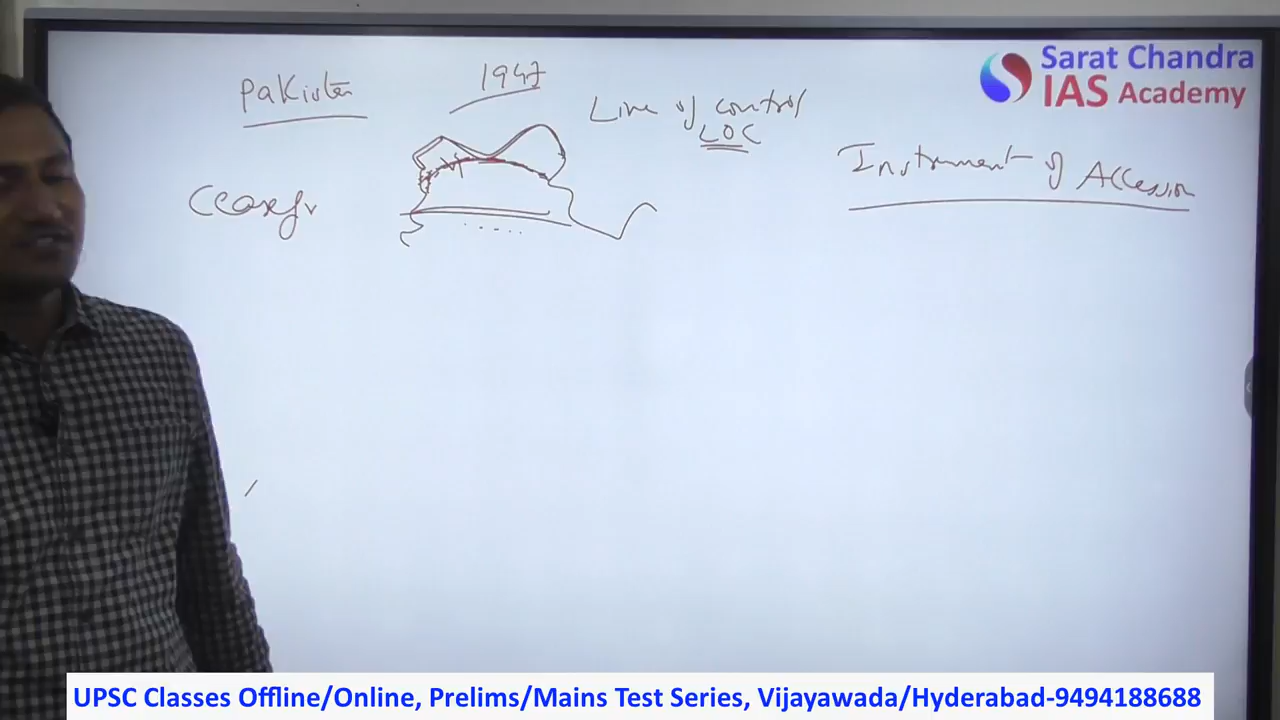 Pakistan
1947
Line of control
LOC
Instrument of Accession
Sarat Chandra
IAS Academy
UPSC Classes Offline/Online, Prelims/Mains Test Series, Vijayawada/Hyderabad-9494188688